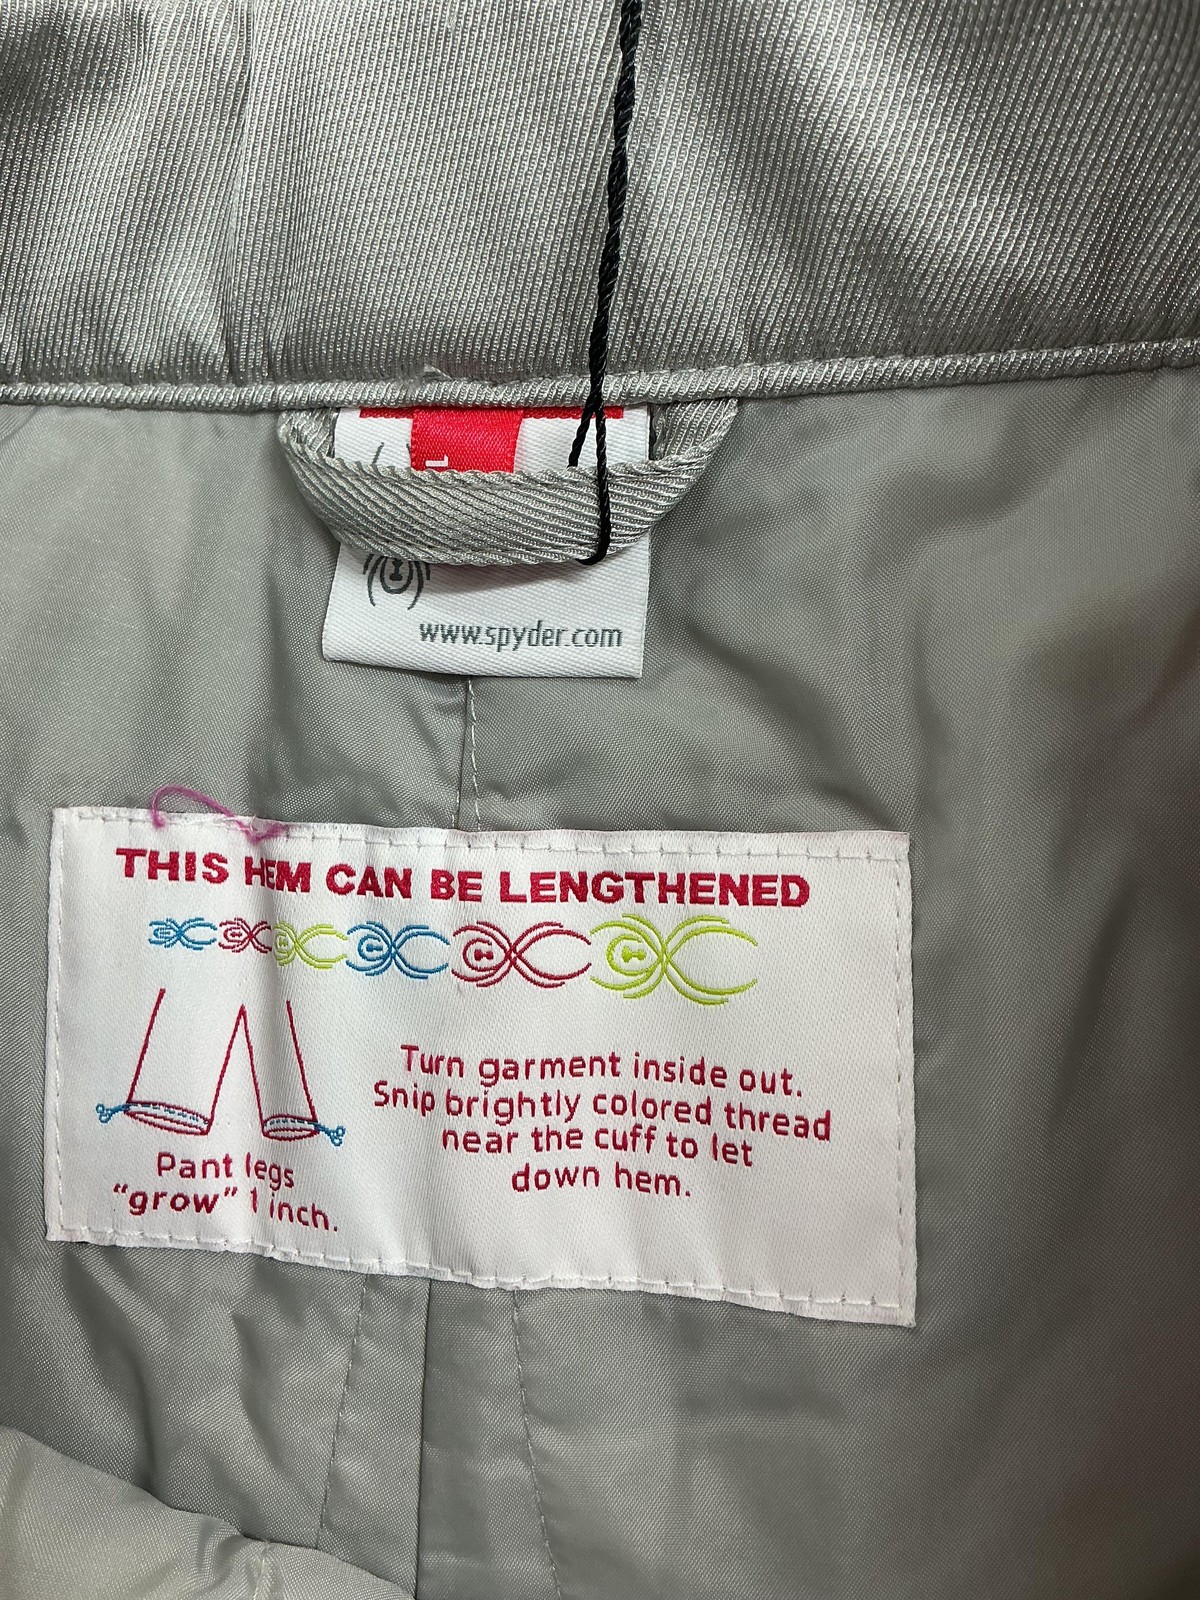 1
www.spyder.com
THIS HEM CAN BE LENGTHENED
Turn garment inside out.
Snip brightly colored thread
near the cuff to let
down hem.
Pant legs
"grow" 1 inch.